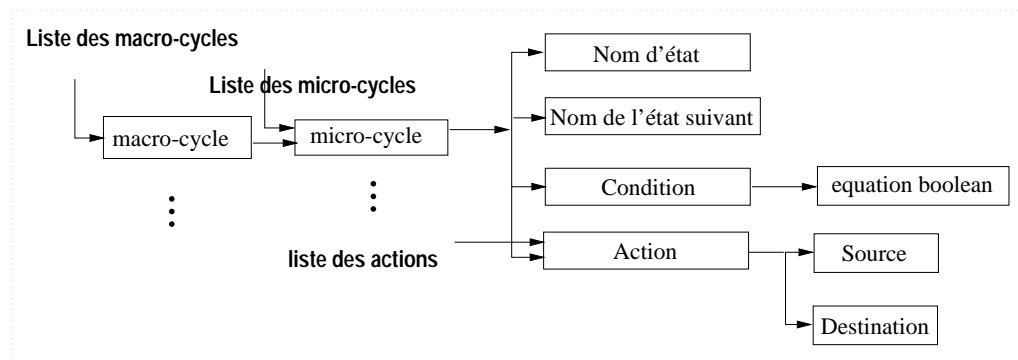 Liste des macro-cycles
Nom d'état
Liste des micro-cycles
Nom de l'état suivant
macro-cycle
micro-cycle
Condition
equation boolean
liste des actions
Action
Source
Destination